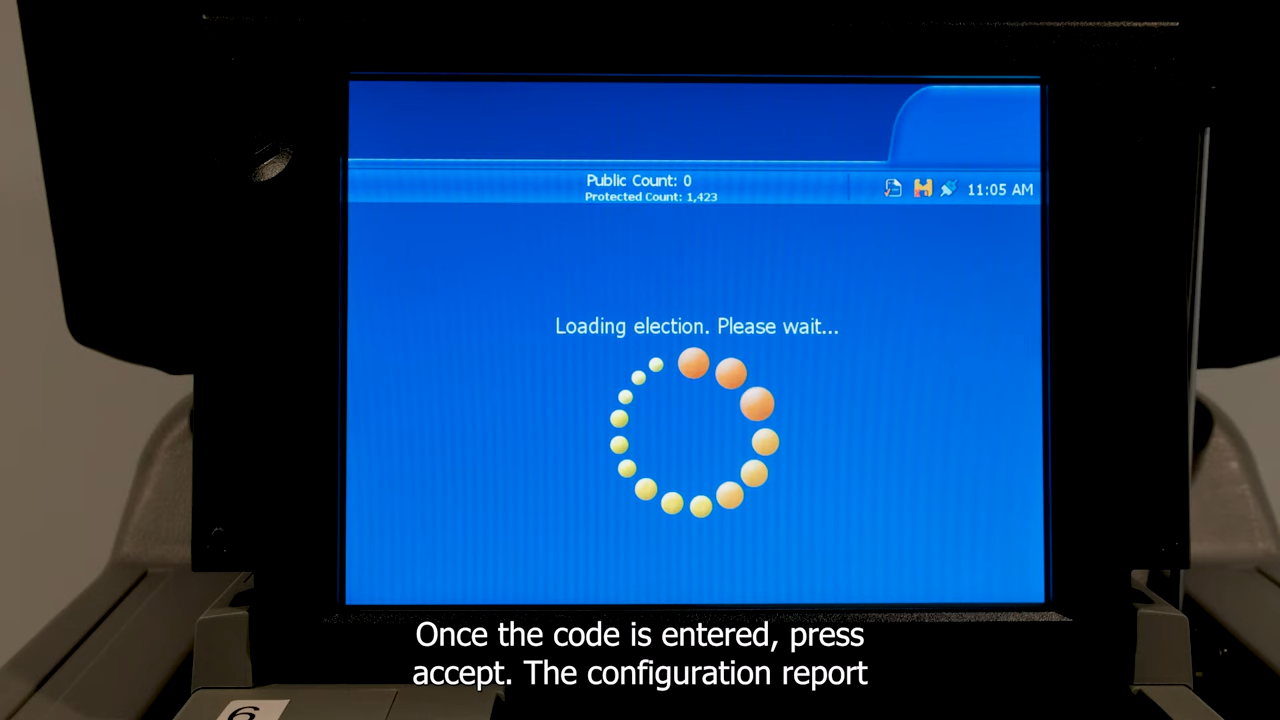 Public Count: 0
Protected Count: 1,423
11:05 AM
Loading election. Please wait...
Once the code is entered, press
accept. The configuration report
6